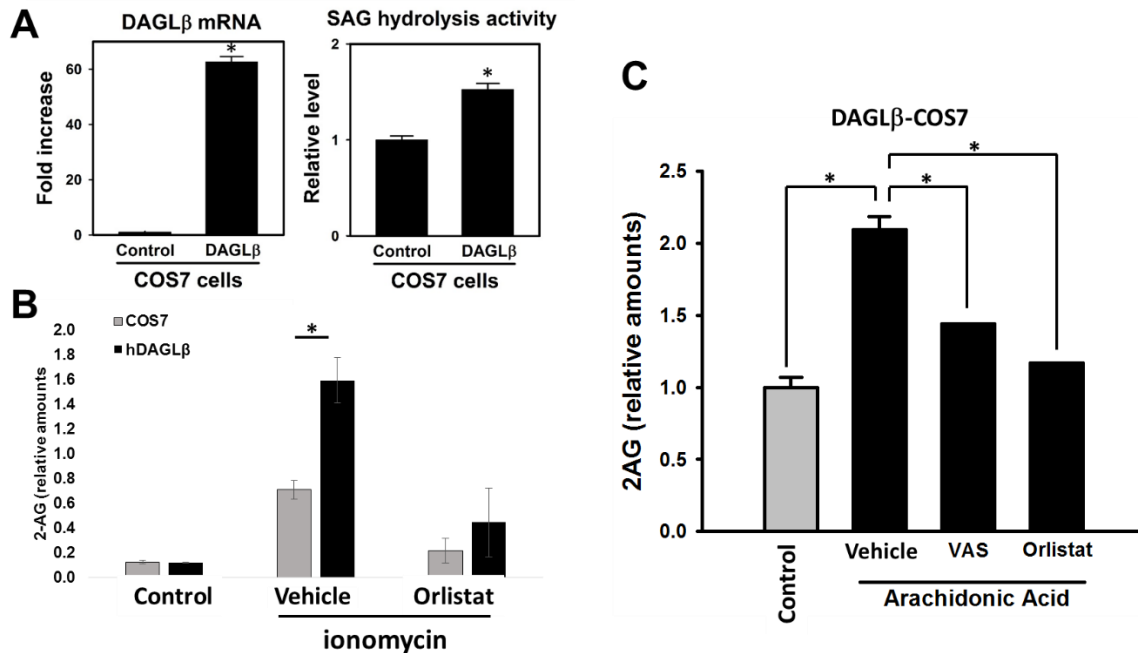 A
DAGLβ mRNA
Fold increase
60
40
20
0
*
Control
DAGLβ
COS7 cells
SAG hydrolysis activity
Relative level
2
1
0
*
Control
DAGLβ
COS7 cells
B
COS7
hDAGLβ
2-AG (relative amounts
2.0
1.8
1.6
1.4
1.2
1.0
0.8
0.6
0.4
0.2
0.0
*
Control
Vehicle
Orlistat
ionomycin
C
DAGLβ-COS7
2AG (relative amounts)
2.5
2.0
1.5
1.0
0.5
0.0
*
*
*
Control
Vehicle
VAS
Orlistat
Arachidonic Acid